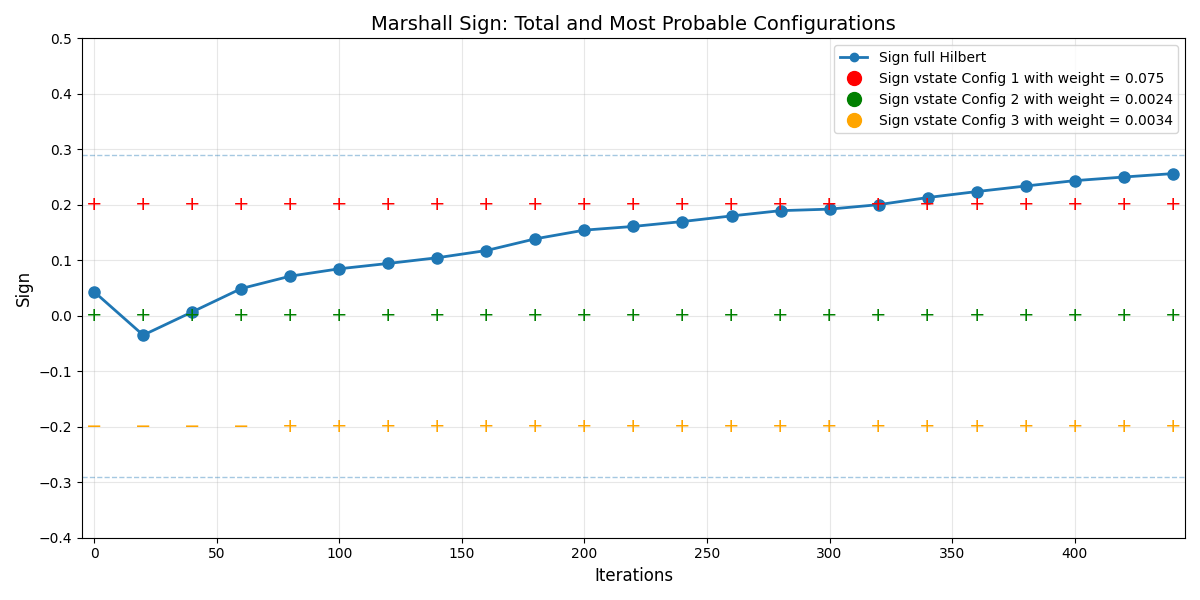 Marshall Sign: Total and Most Probable Configurations
Sign full Hilbert
Sign vstate Config 1 with weight = 0.075
Sign vstate Config 2 with weight = 0.0024
Sign vstate Config 3 with weight = 0.0034
Sign
0.5
0.4
0.3
0.2
0.1
0.0
−0.1
−0.2
−0.3
−0.4
0 50 100 150 200 250 300 350 400
Iterations